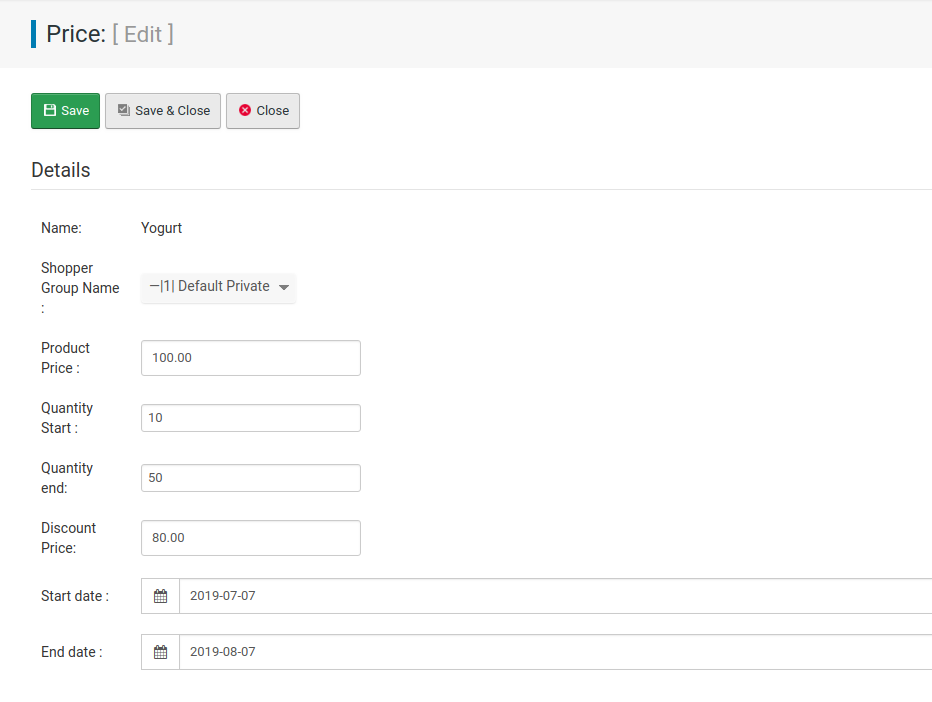 Price: [ Edit ]
Save
Save & Close
Close
Details
Name:
Yogurt
Shopper
Group Name
:
—|1| Default Private
Product
Price :
100.00
Quantity
Start :
10
Quantity
end:
50
Discount
Price:
80.00
Start date :
2019-07-07
End date :
2019-08-07